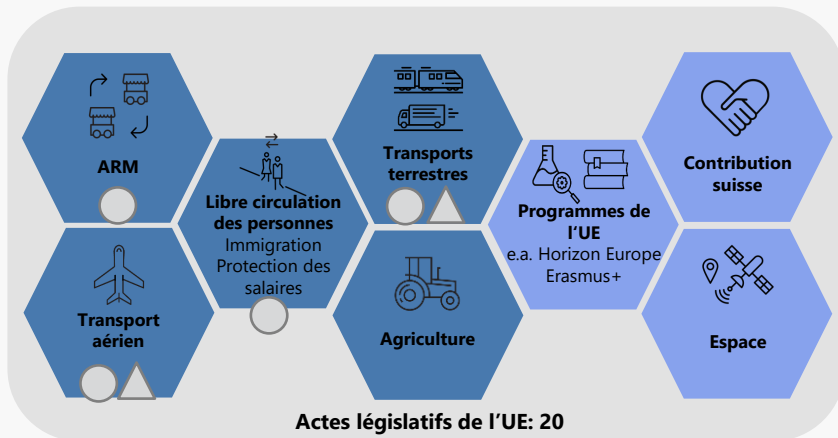 ARM
Libre circulation
des personnes
Immigration
Protection des
salaires
Transports
terrestres
Programmes de
l’UE
e.a. Horizon Europe
Erasmus+
Contribution
suisse
Transport
aérien
Agriculture
Espace
Actes législatifs de l’UE: 20